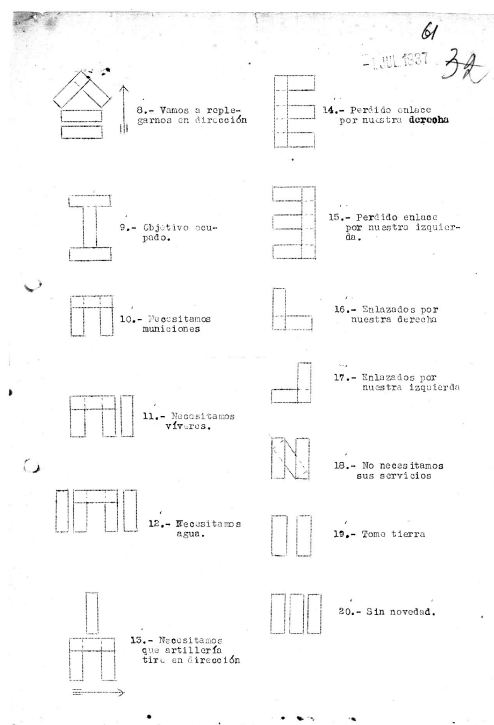 61
JUL 1937
32
8.- Vamos a reple-
garnos en dirección
9.- Objetivo ocu-
pado.
10.- Necesitamos
municiones
11.- Necesitamos
víveres.
12.- Necesitamos
agua.
13.- Necesitamos
que artillería
tire en dirección
14.- Perdido enlace
por nuestra derecha
15.- Perdido enlace
por nuestra izquier-
da.
16.- Enlazados por
nuestra derecha
17.- Enlazados por
nuestra izquierda
18.- No necesitamos
sus servicios
19.- Tome tierra
20.- Sin novedad.